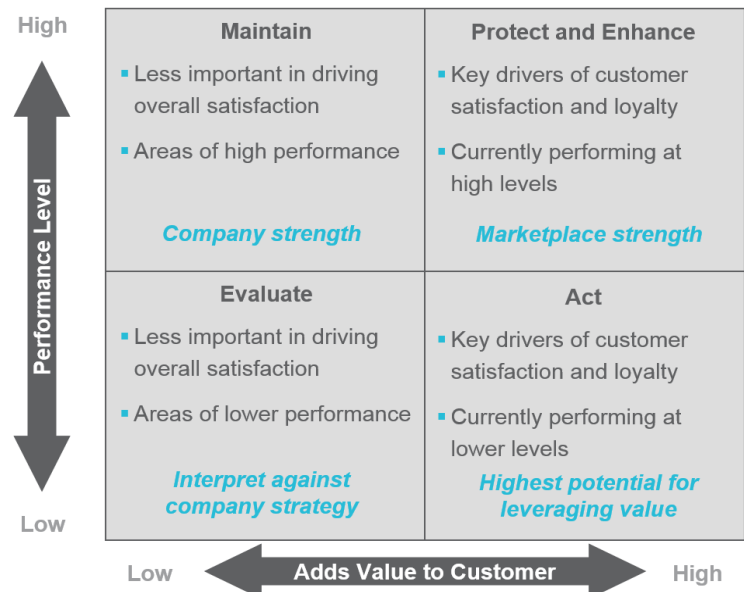 High
Performance Level
Low
Maintain
▪ Less important in driving
overall satisfaction
▪ Areas of high performance
Company strength
Protect and Enhance
▪ Key drivers of customer
satisfaction and loyalty
▪ Currently performing at
high levels
Marketplace strength
Evaluate
▪ Less important in driving
overall satisfaction
▪ Areas of lower performance
Interpret against
company strategy
Act
▪ Key drivers of customer
satisfaction and loyalty
▪ Currently performing at
lower levels
Highest potential for
leveraging value
Low
Adds Value to Customer
High